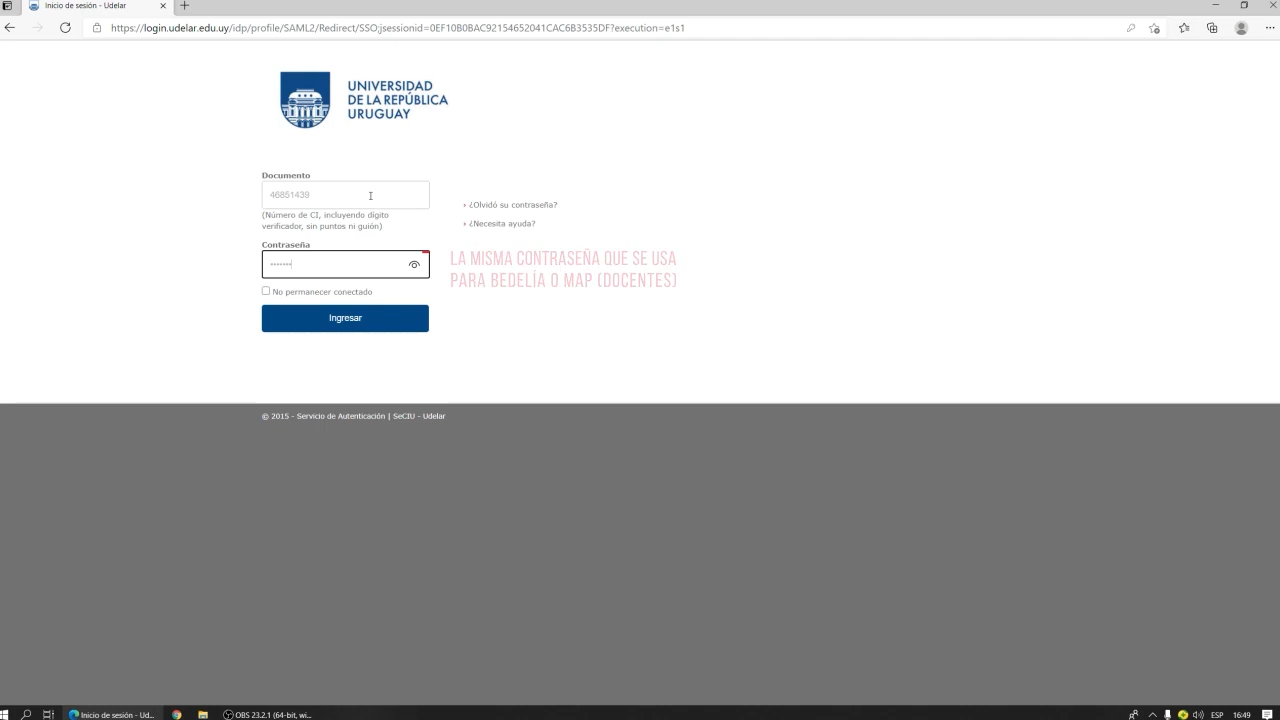 Inicio de sesión - Udelar
https://login.udelar.edu.uy/idp/profile/SAML2/Redirect/SSO;jsessionid=0EF10B0BAC92154652041CAC6B3535DF?execution=e1s1
UNIVERSIDAD
DE LA REPÚBLICA
URUGUAY
Documento
46851439
(Número de CI, incluyendo dígito
verificador, sin puntos ni guión)
› ¿Olvidó su contraseña?
› ¿Necesita ayuda?
Contraseña
•••••••
LA MISMA CONTRASEÑA QUE SE USA
PARA BEDELÍA O MAP (DOCENTES)
No permanecer conectado
Ingresar
© 2015 - Servicio de Autenticación | SeCIU - Udelar
Inicio de sesión - Ud...
OBS 23.2.1 (64-bit, wi...
ESP
16:49